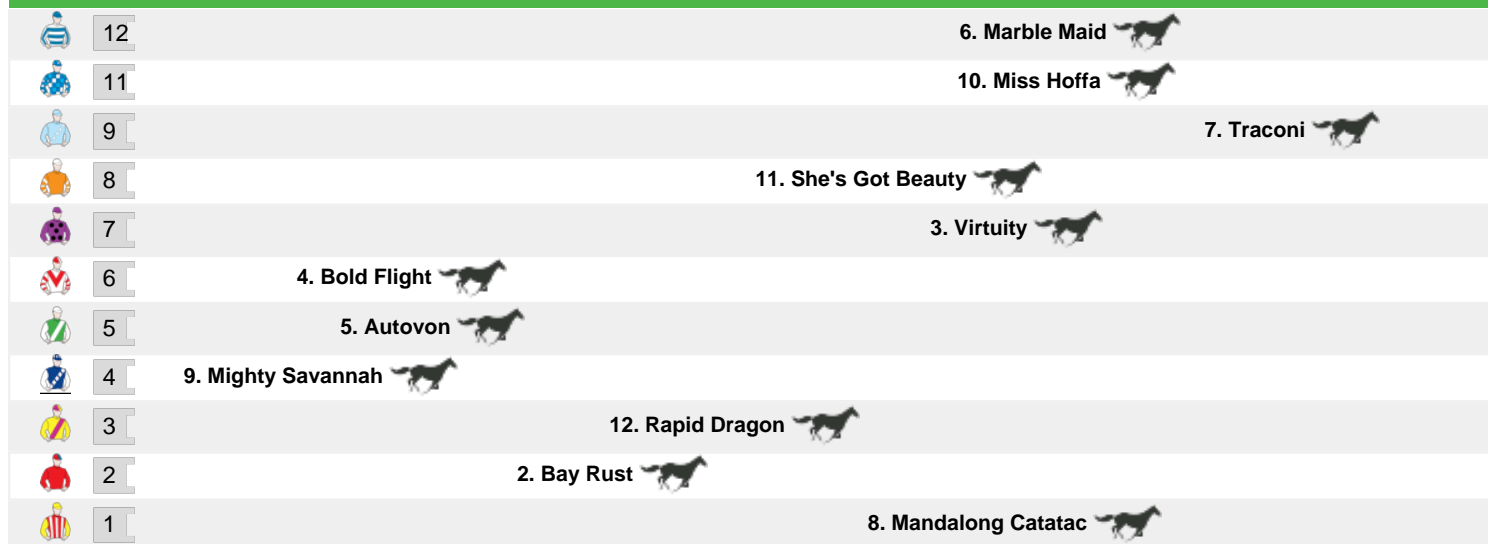 12 6. Marble Maid
11 10. Miss Hoffa
9 7. Traconi
8 11. She's Got Beauty
7 3. Virtuity
6 4. Bold Flight
5 5. Autovon
4 9. Mighty Savannah
3 12. Rapid Dragon
2 2. Bay Rust
1 8. Mandalong Catatac